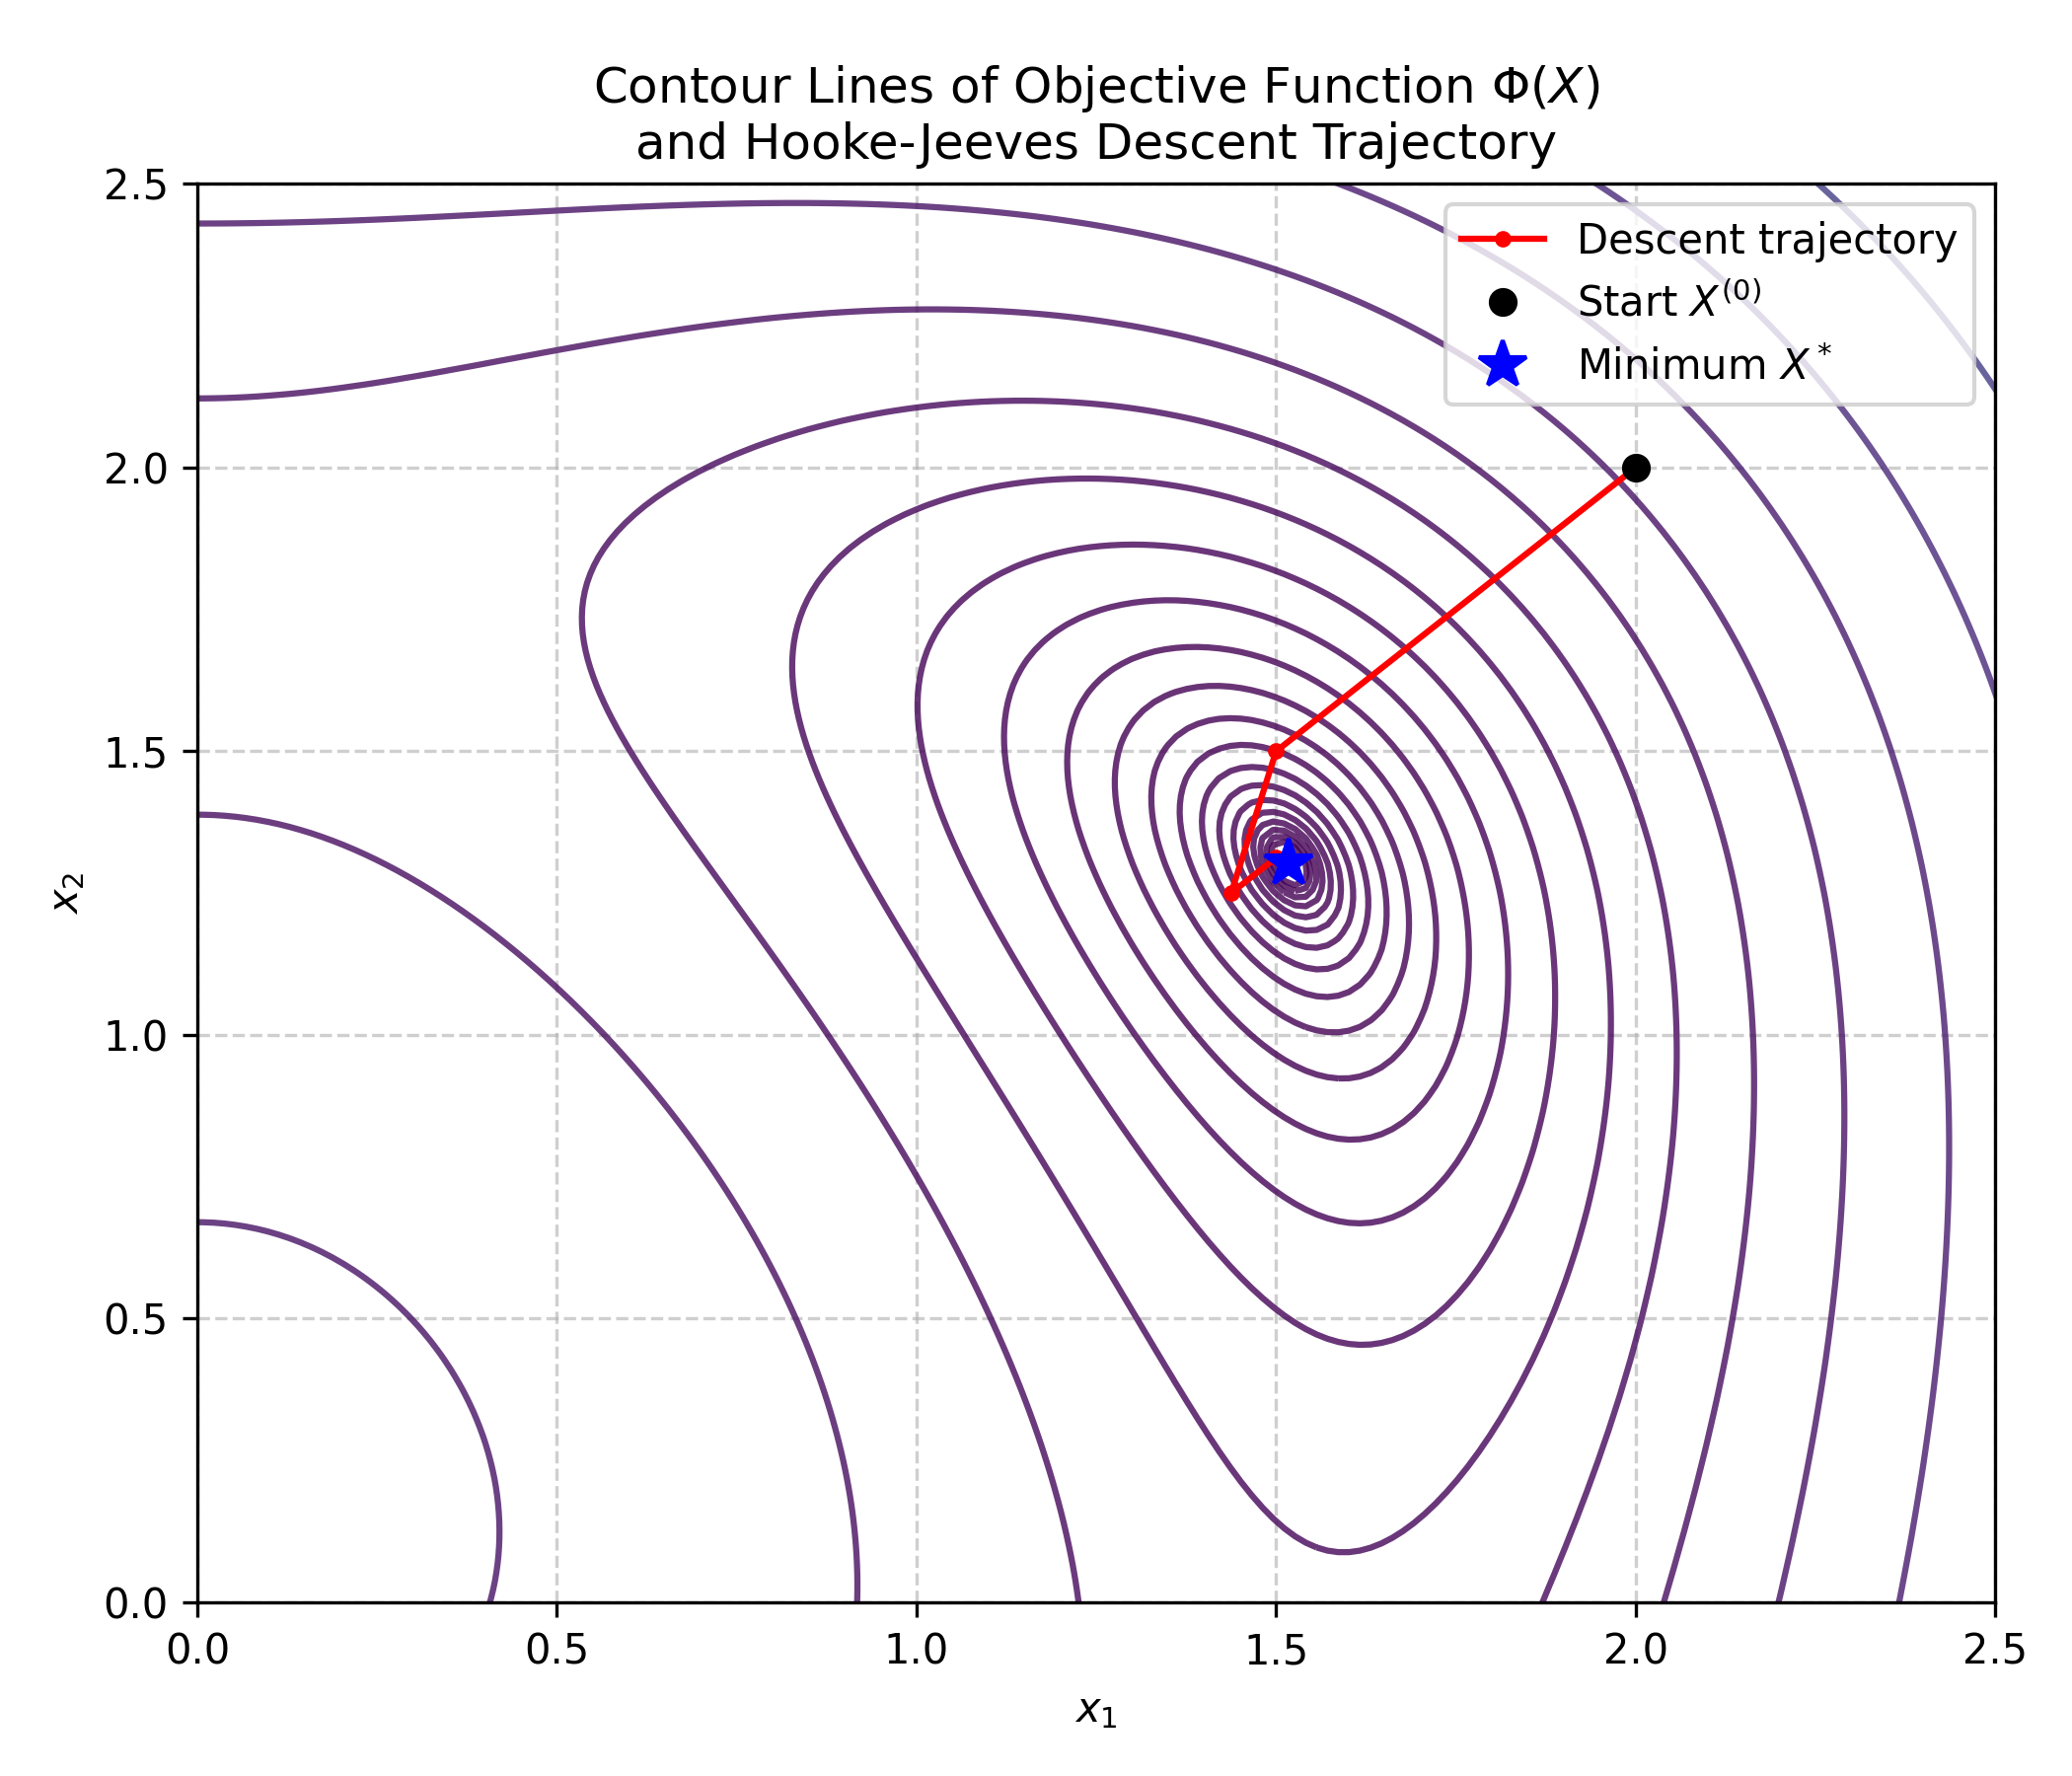 Contour Lines of Objective Function Φ(X)
and Hooke-Jeeves Descent Trajectory
Descent trajectory
Start X^(0)
Minimum X^*
2.5
2.0
1.5
1.0
0.5
0.0
x₂
0.0 0.5 1.0 1.5 2.0 2.5
x₁